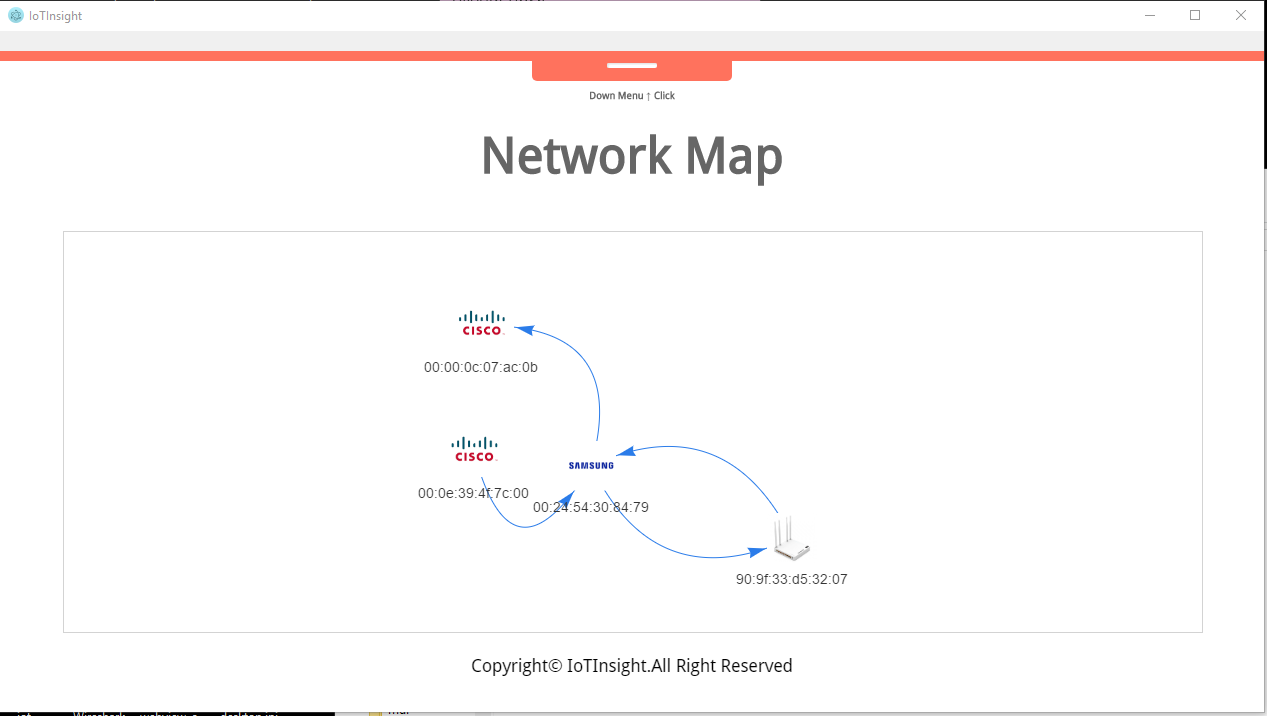 IoTInsight
Down Menu ↑ Click
Network Map
CISCO
00:00:0c:07:ac:0b
CISCO
00:0e:39:4f:7c:00
SAMSUNG
00:24:54:30:84:79
90:9f:33:d5:32:07
Copyright© IoTInsight.All Right Reserved